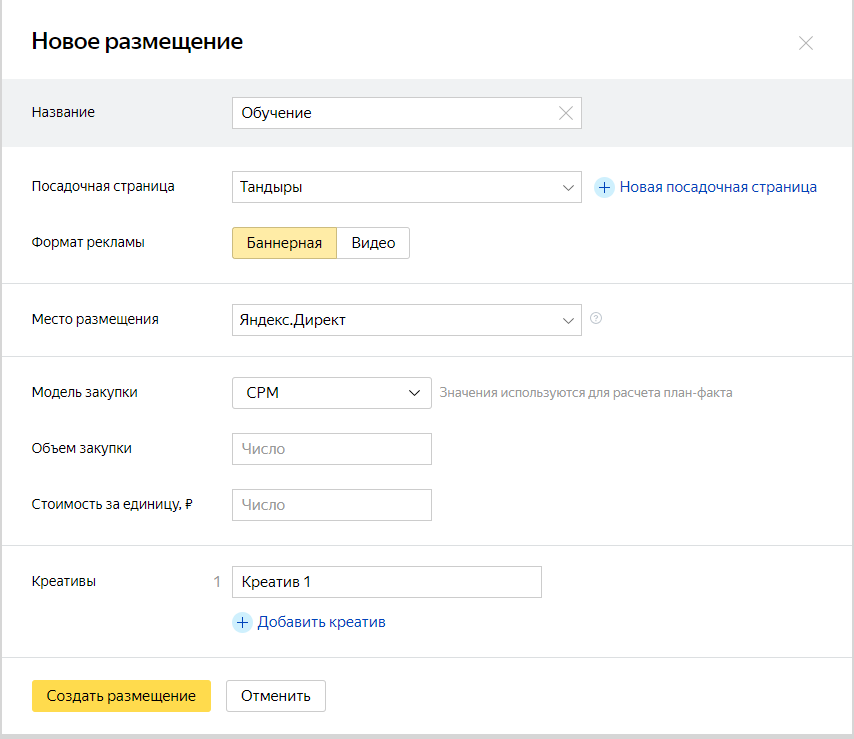 Новое размещение
Название
Обучение
Посадочная страница
Тандыры
+ Новая посадочная страница
Формат рекламы
Баннерная
Видео
Место размещения
Яндекс.Директ
?
Модель закупки
CPM
Значения используются для расчета план-факта
Объем закупки
Число
Стоимость за единицу, ₽
Число
Креативы
1
Креатив 1
+ Добавить креатив
Создать размещение
Отменить